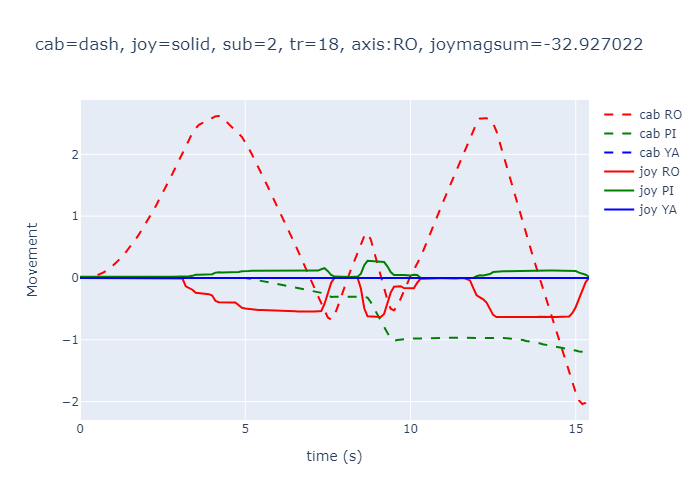 cab=dash, joy=solid, sub=2, tr=18, axis:RO, joymagsum=-32.927022
cab RO
cab PI
cab YA
joy RO
joy PI
joy YA
2
1
0
−1
−2
Movement
0
5
10
15
time (s)